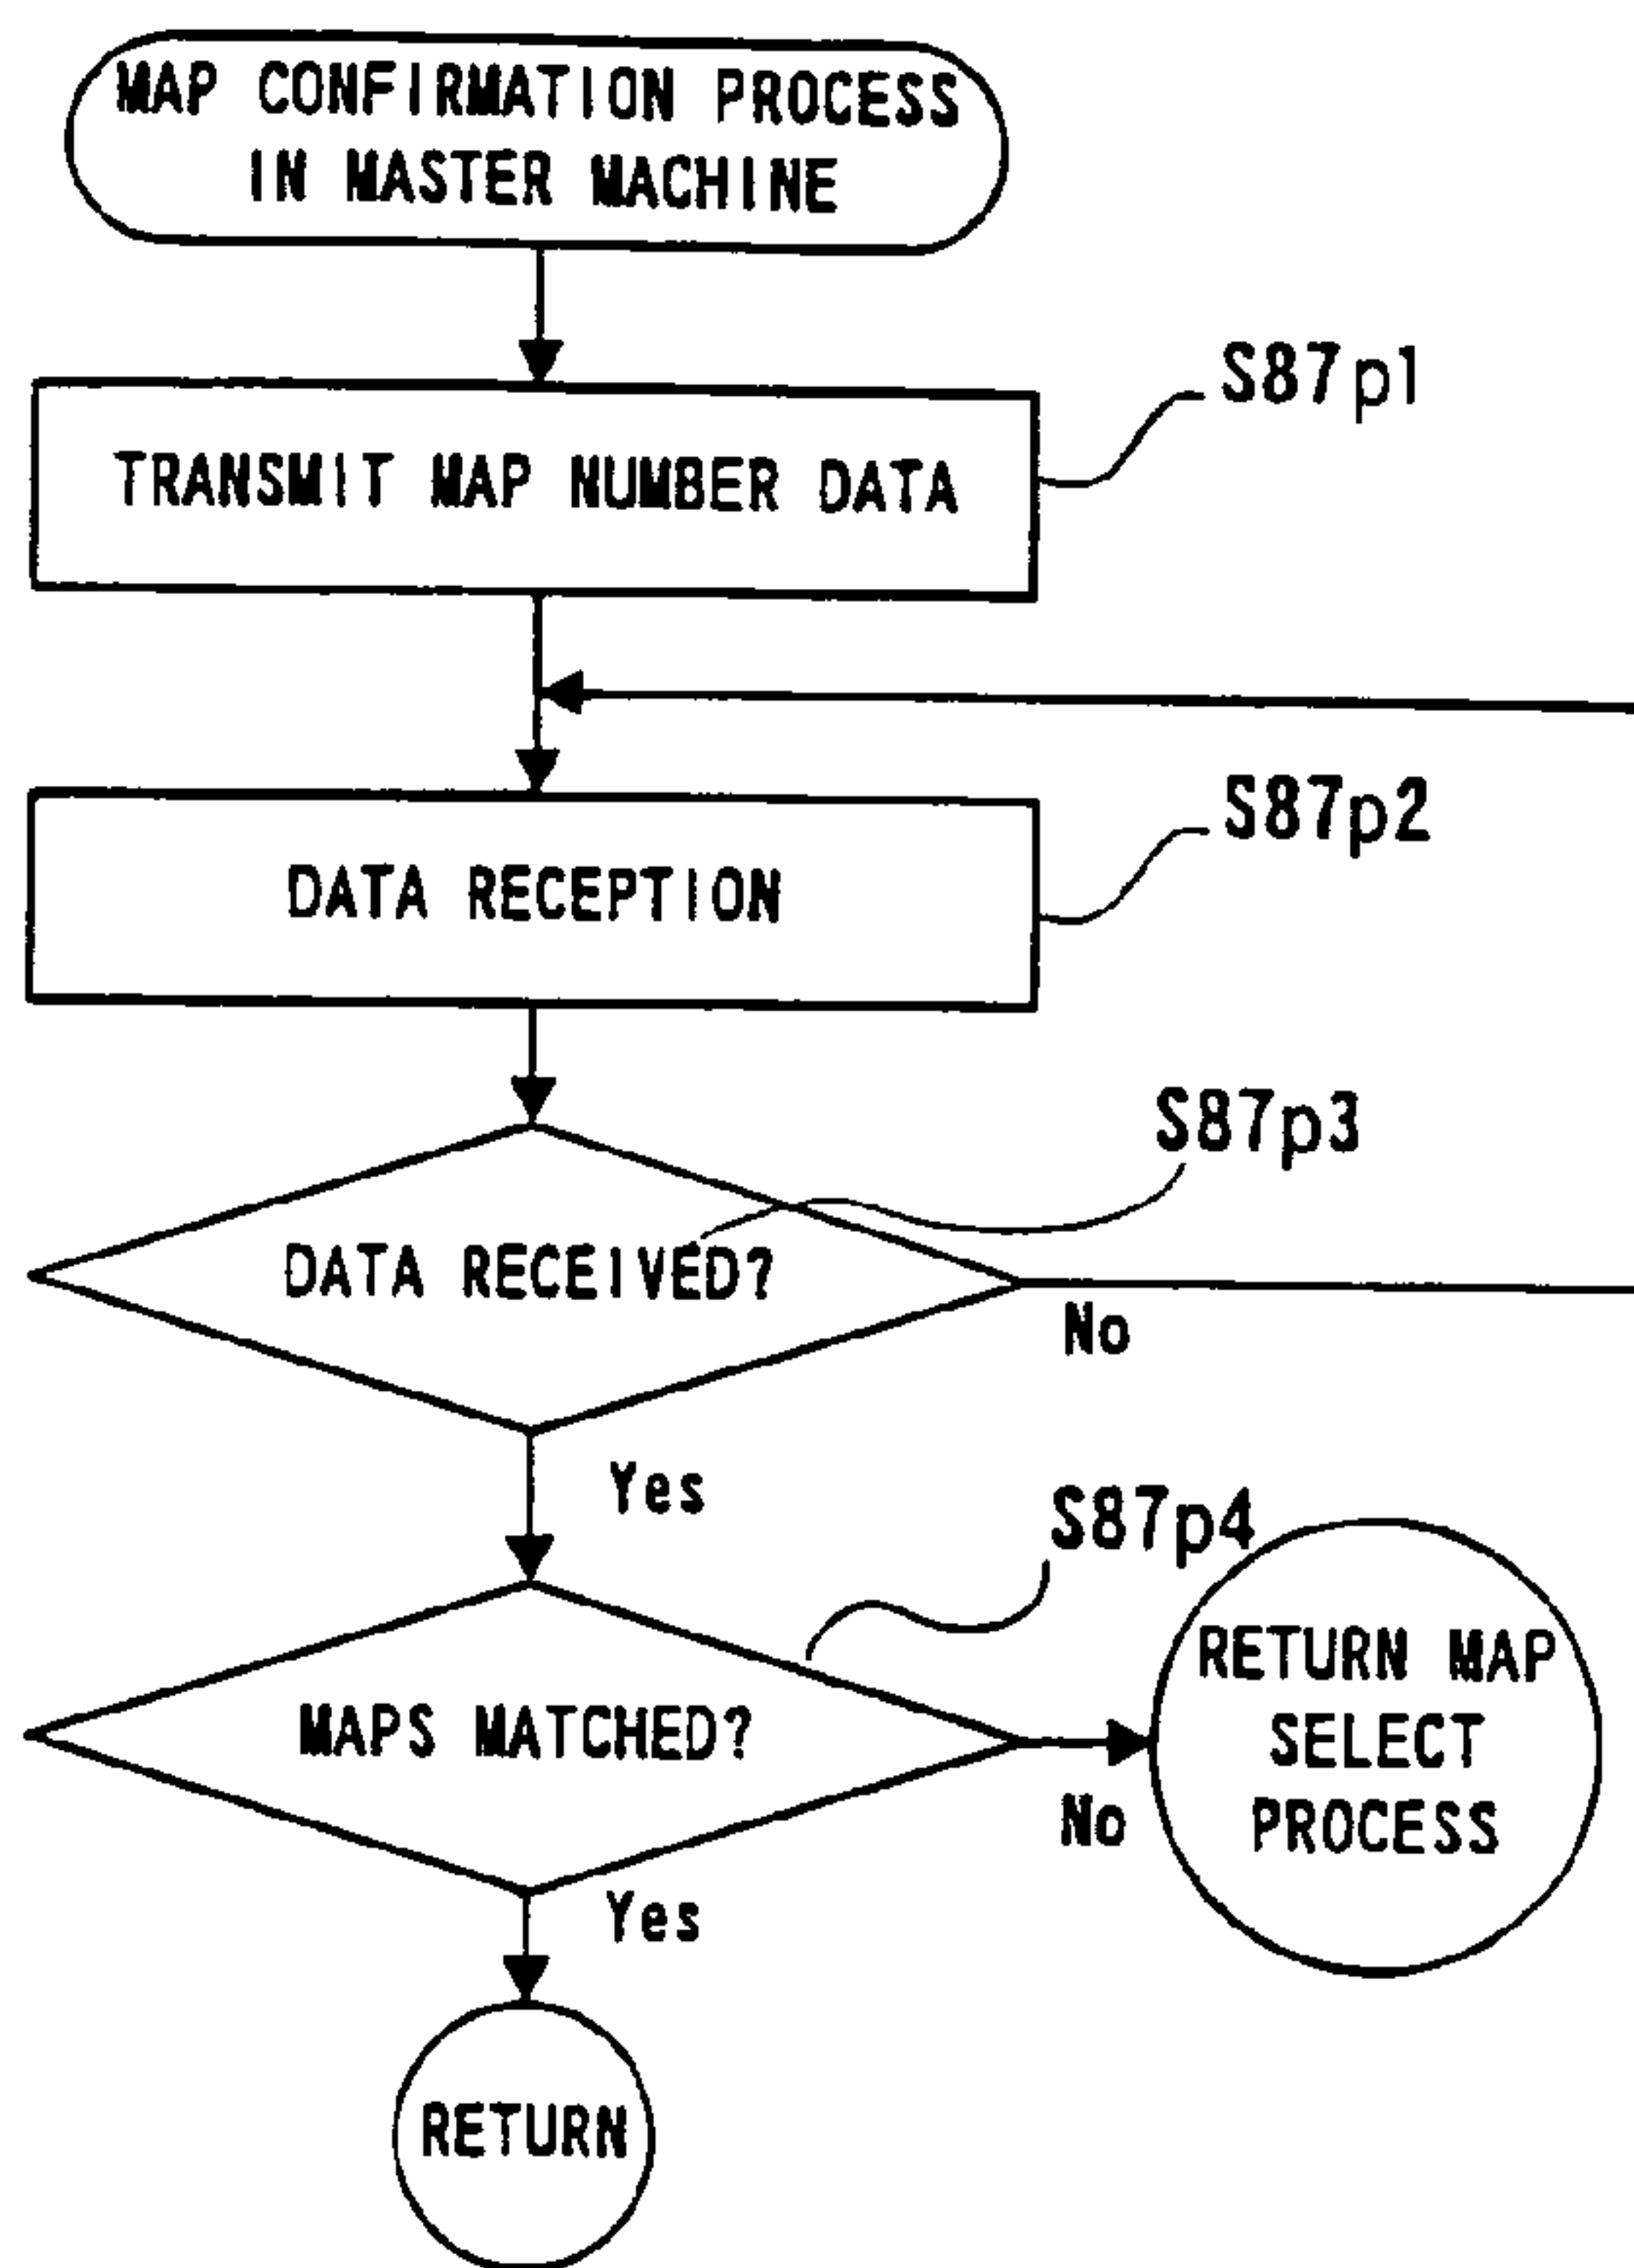 MAP CONFIRMATION PROCESS
IN MASTER MACHINE
S87p1
TRANSMIT MAP NUMBER DATA
S87p2
DATA RECEPTION
S87p3
DATA RECEIVED?
No
Yes
S87p4
MAPS MATCHED?
No
RETURN MAP
SELECT
PROCESS
Yes
RETURN